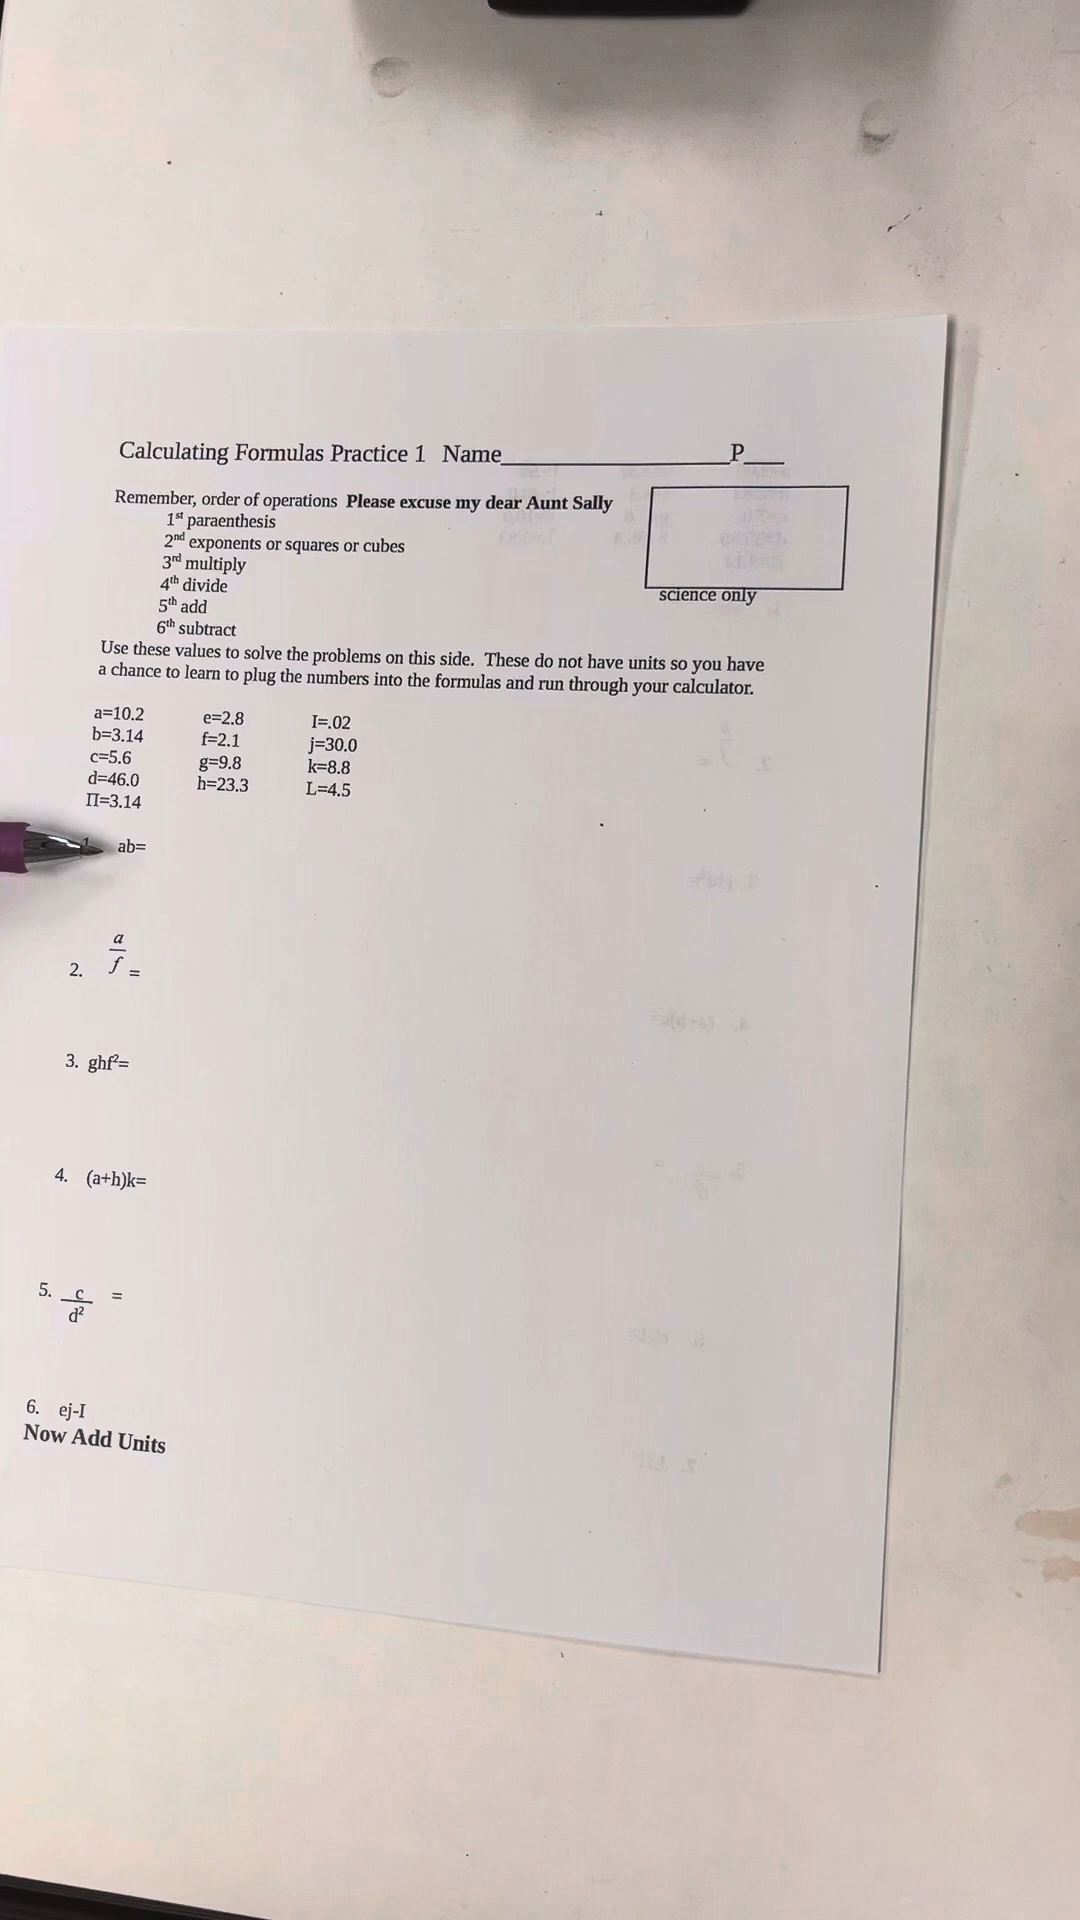 Calculating Formulas Practice 1 Name____________________P___
Remember, order of operations Please excuse my dear Aunt Sally
1st paraenthesis
2nd exponents or squares or cubes
3rd multiply
4th divide
5th add
6th subtract
science only
Use these values to solve the problems on this side. These do not have units so you have
a chance to learn to plug the numbers into the formulas and run through your calculator.
a=10.2 e=2.8 I=.02
b=3.14 f=2.1 j=30.0
c=5.6 g=9.8 k=8.8
d=46.0 h=23.3 L=4.5
Π=3.14
ab=
2. a/f =
3. ghf²=
4. (a+h)k=
5. c/d² =
6. ej-I
Now Add Units